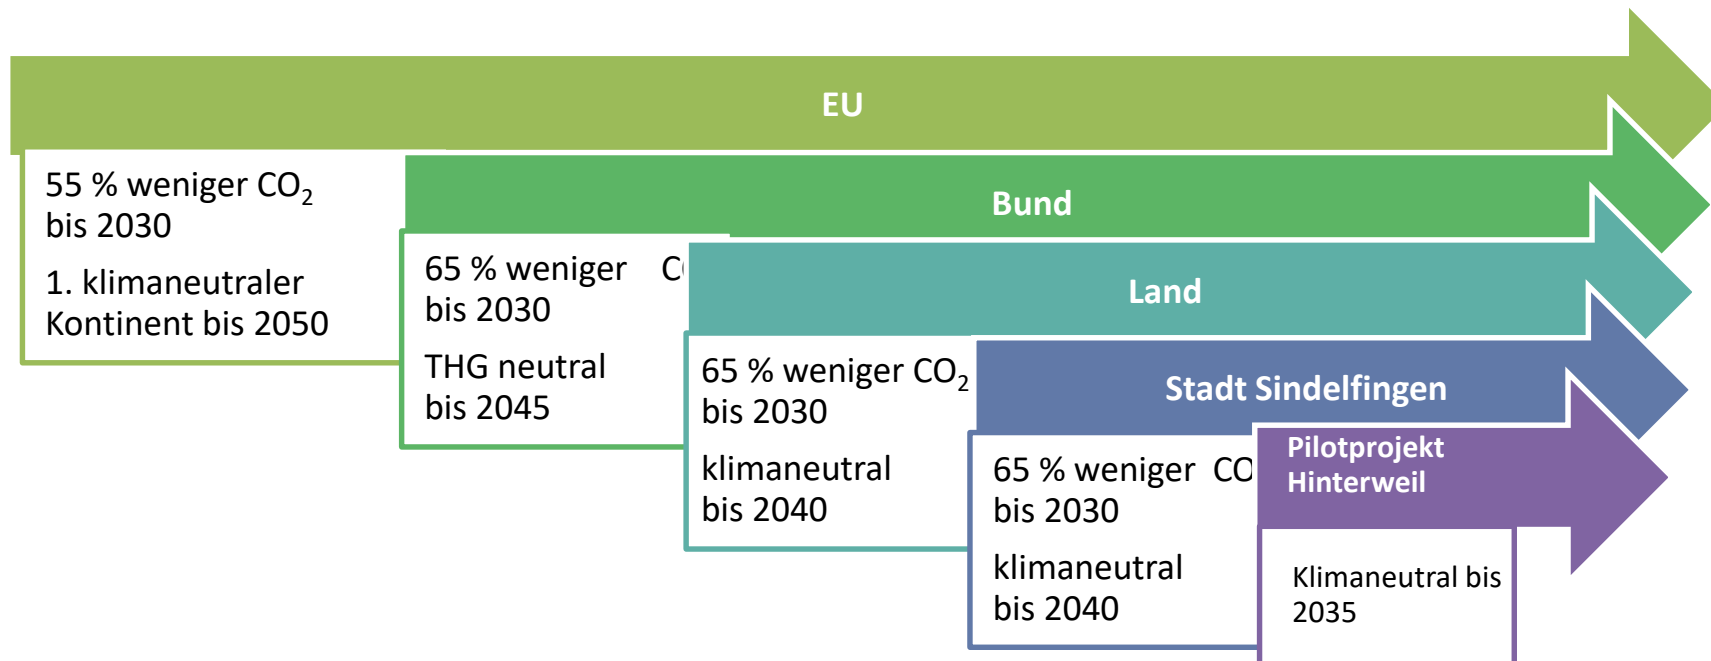 EU
55 % weniger CO₂
bis 2030
1. klimaneutraler
Kontinent bis 2050
Bund
65 % weniger
bis 2030
THG neutral
bis 2045
Land
65 % weniger CO₂
bis 2030
klimaneutral
bis 2040
Stadt Sindelfingen
65 % weniger CO
bis 2030
klimaneutral
bis 2040
Pilotprojekt
Hinterweil
Klimaneutral bis
2035